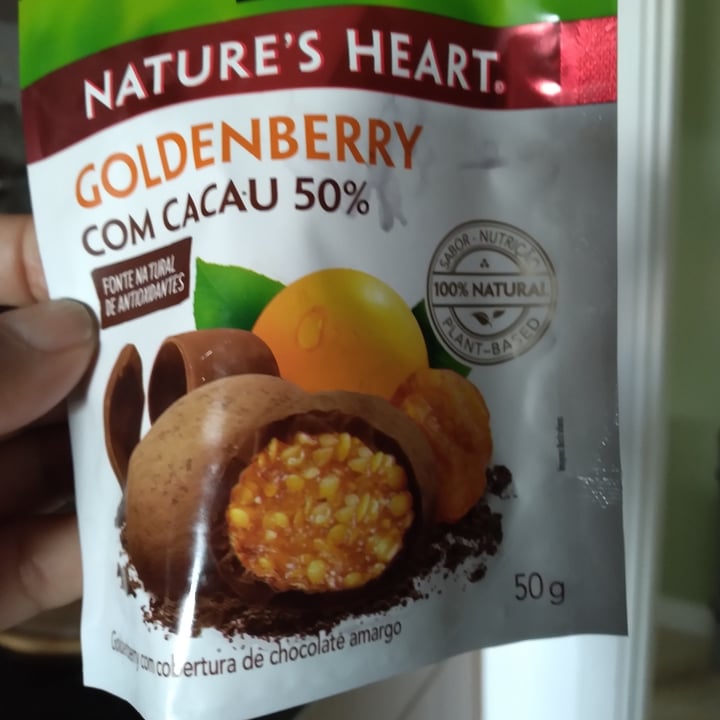 NATURE'S HEART®
GOLDENBERRY
COM CACAU 50%
FONTE NATURAL
DE ANTIOXIDANTES
SABOR - NUTRIÇÃO
100% NATURAL
PLANT-BASED
50 g
Goldenberry com cobertura de chocolate amargo